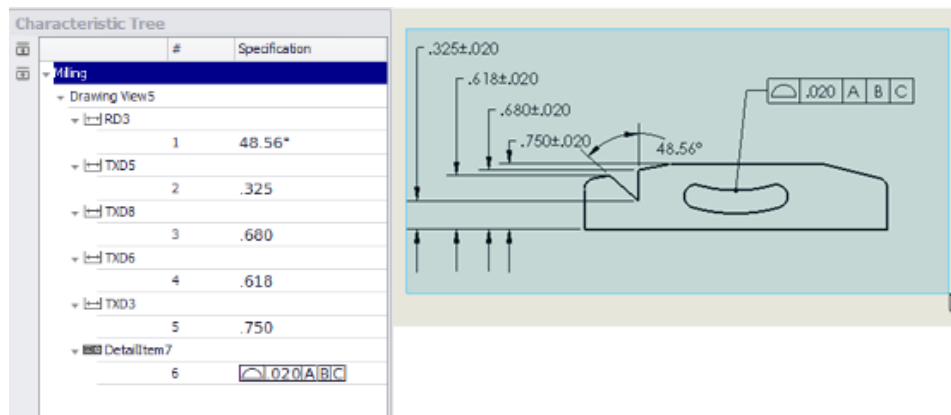 Characteristic Tree
# Specification
Milling
Drawing View5
RD3
1 48.56°
TXD5
2 .325
TXD8
3 .680
TXD6
4 .618
TXD3
5 .750
DetailItem7
6 .020 A B C
.325±.020
.618±.020
.680±.020
.750±.020
48.56°
.020 A B C